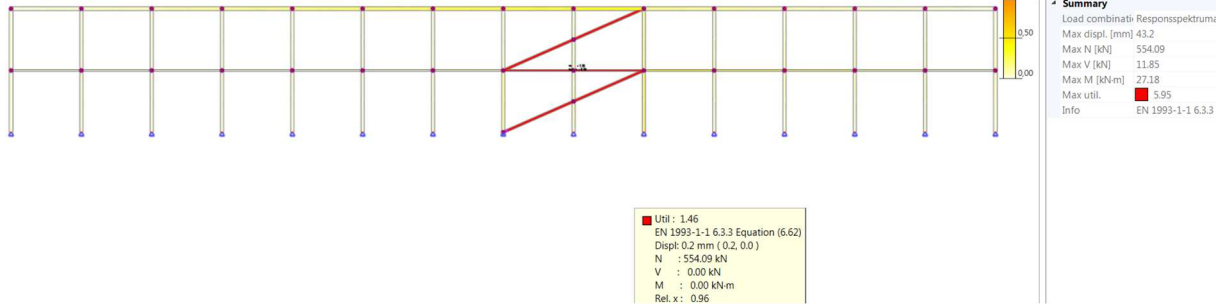 Summary
Load combinati Responsspektruma
0,50
Max displ. [mm] 43.2
Max N [kN] 554.09
Max V [kN] 11.85
0,00
Max M [kN·m] 27.18
Max util. 5.95
Info EN 1993-1-1 6.3.3
Util : 1.46
EN 1993-1-1 6.3.3 Equation (6.62)
Displ: 0.2 mm ( 0.2, 0.0 )
N : 554.09 kN
V : 0.00 kN
M : 0.00 kN·m
Rel. x : 0.96